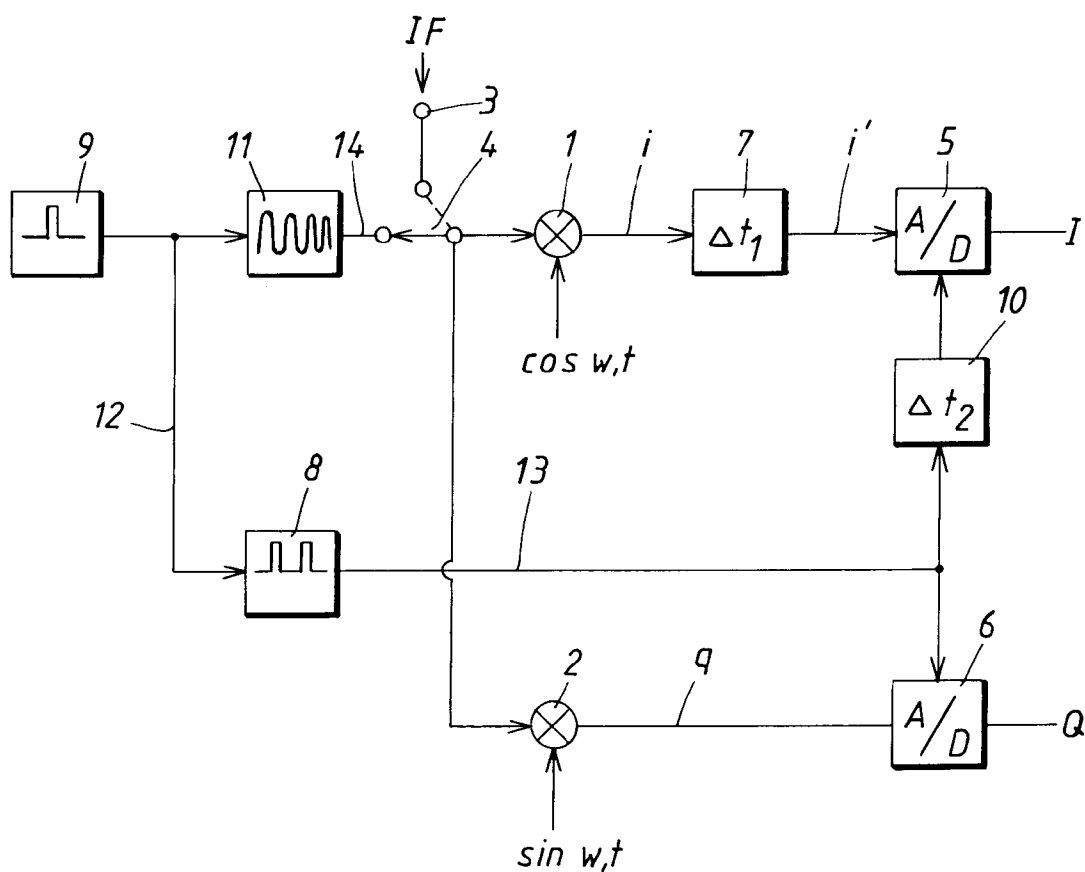 IF
3
9
11
14
4
1
i
7
i'
5
Δt₁
A/D
I
cos w,t
10
Δt₂
12
8
13
2
q
6
A/D
Q
sin w,t